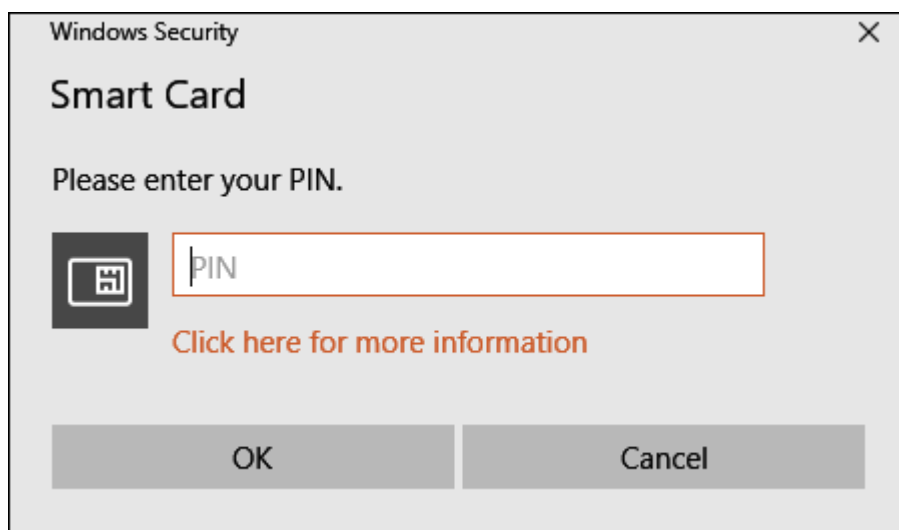 Windows Security
Smart Card
Please enter your PIN.
PIN
Click here for more information
OK
Cancel